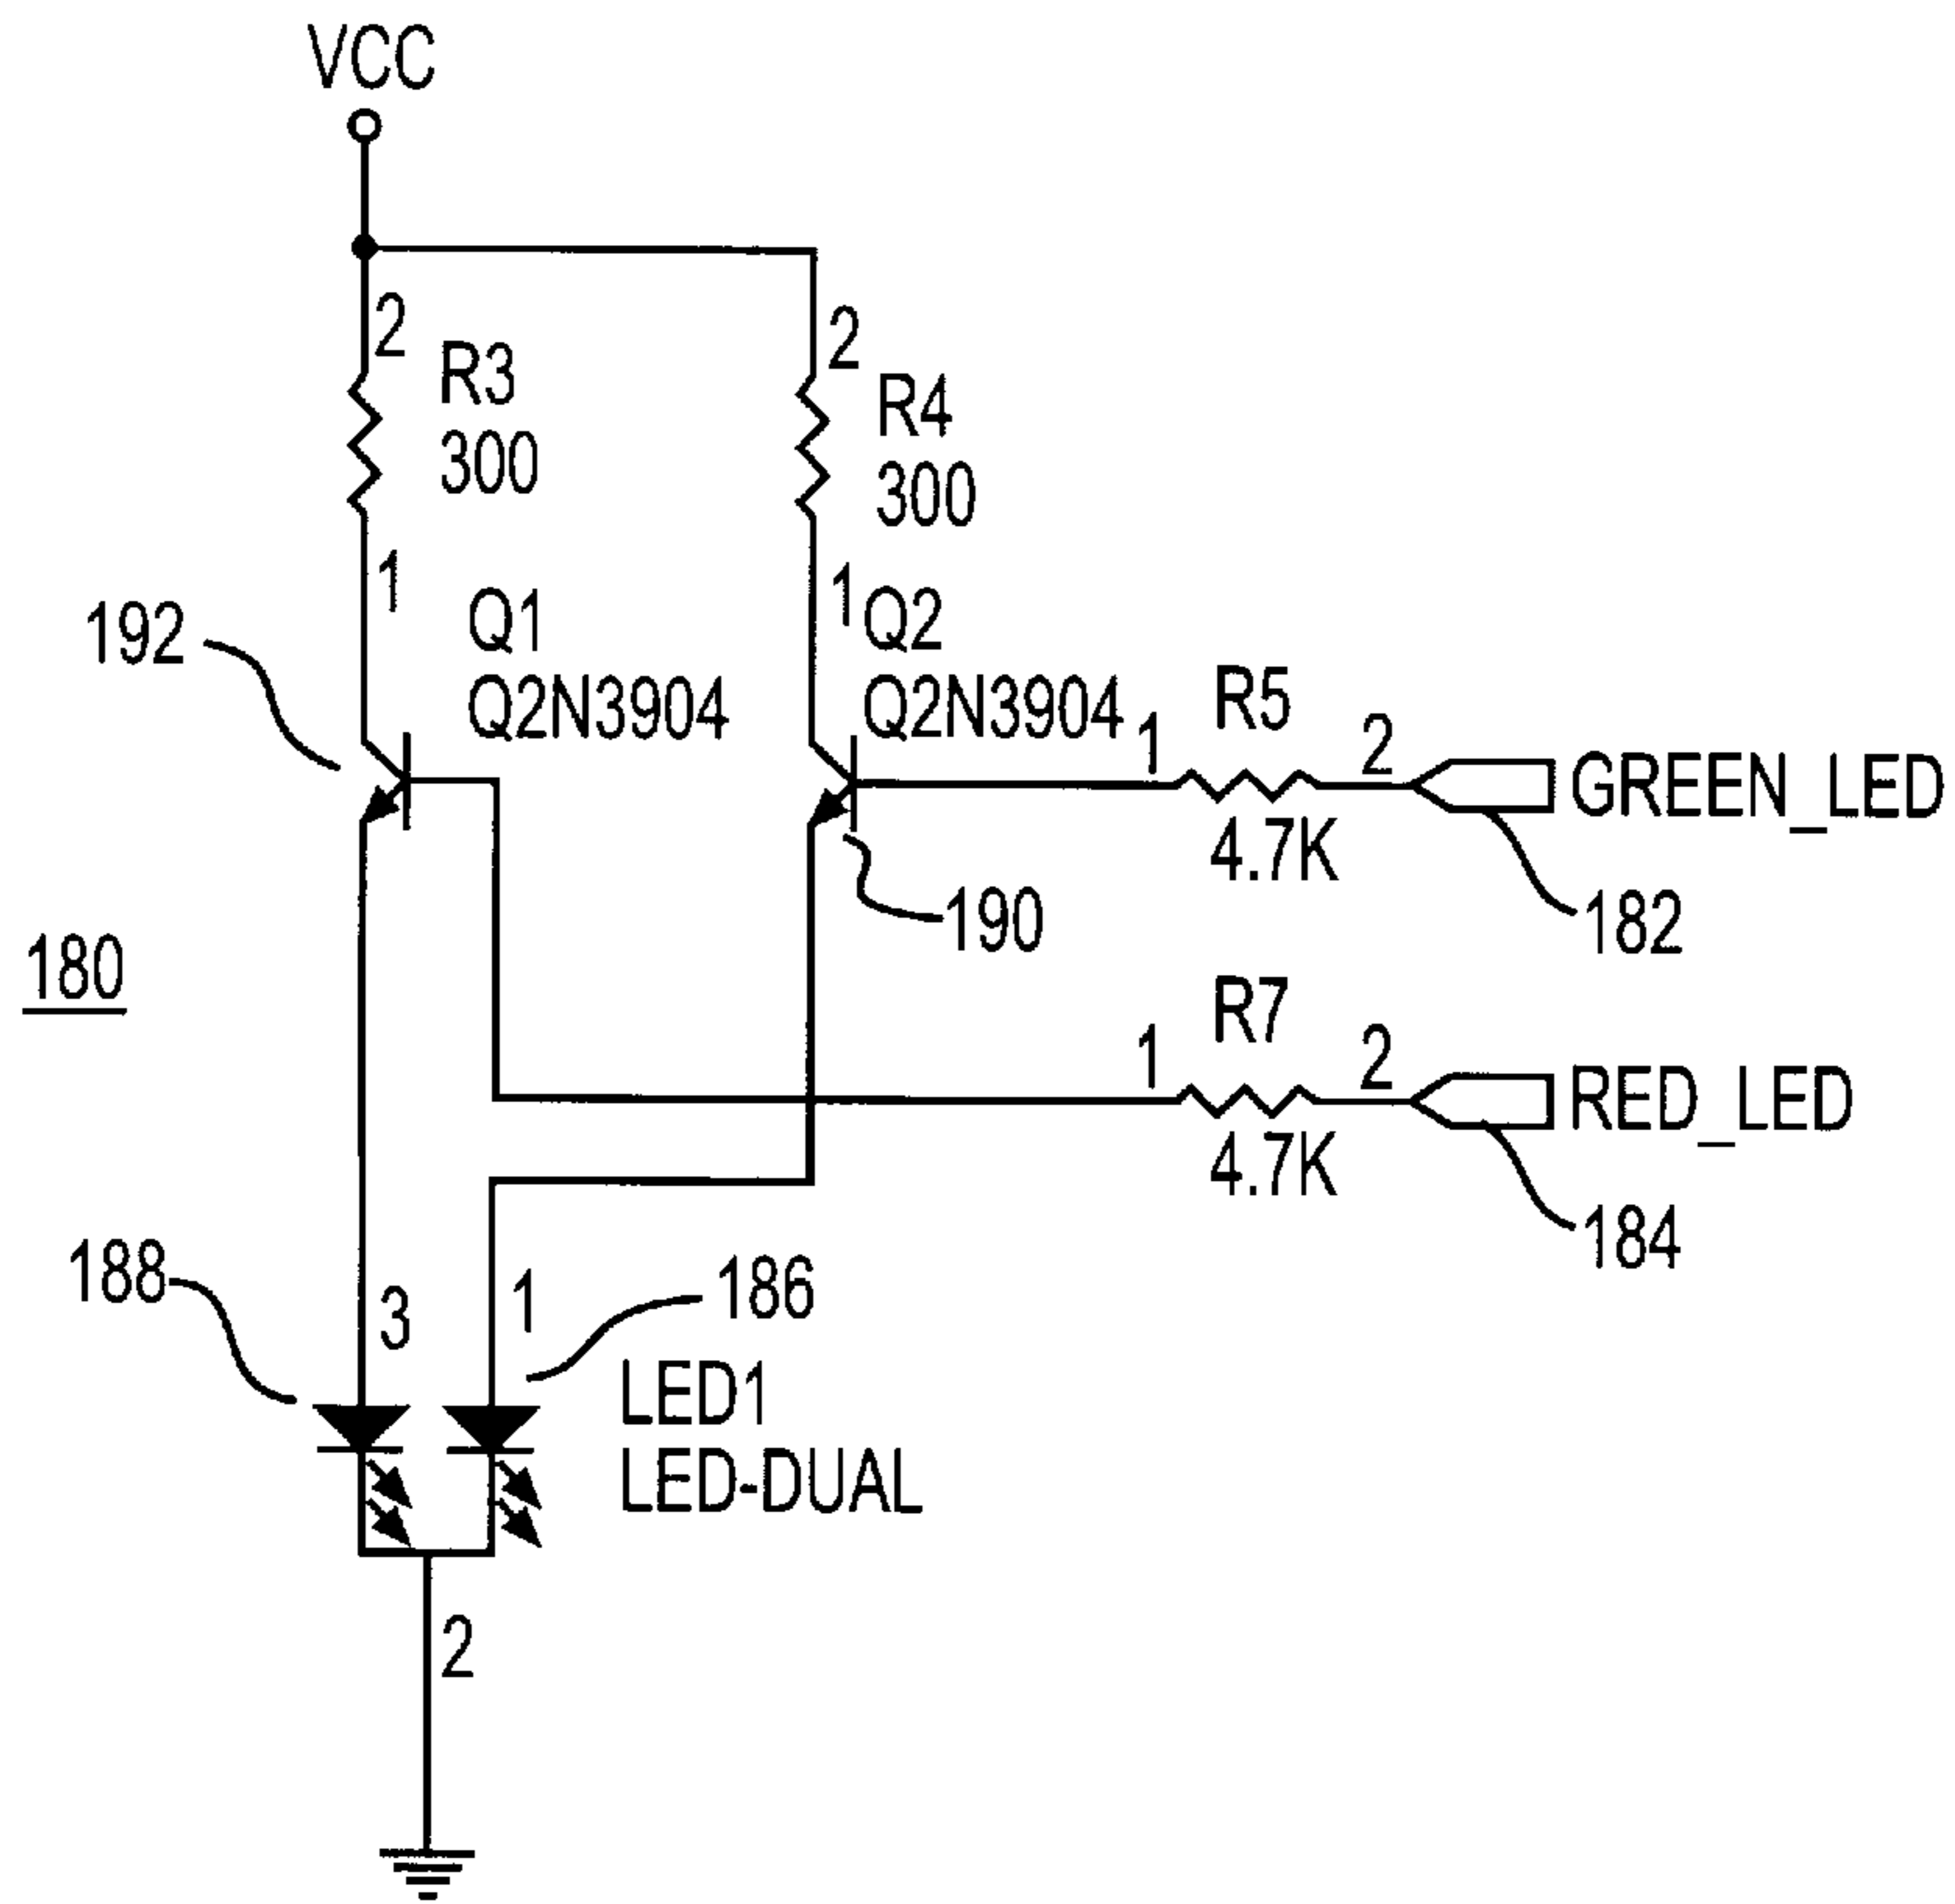 VCC
2
R3
300
2
R4
300
1
1
192
Q1
Q2N3904
Q2
Q2N3904
1
R5
2
GREEN_LED
4.7K
182
190
180
R7
1
2
RED_LED
4.7K
184
188
3
1
186
LED1
LED-DUAL
2